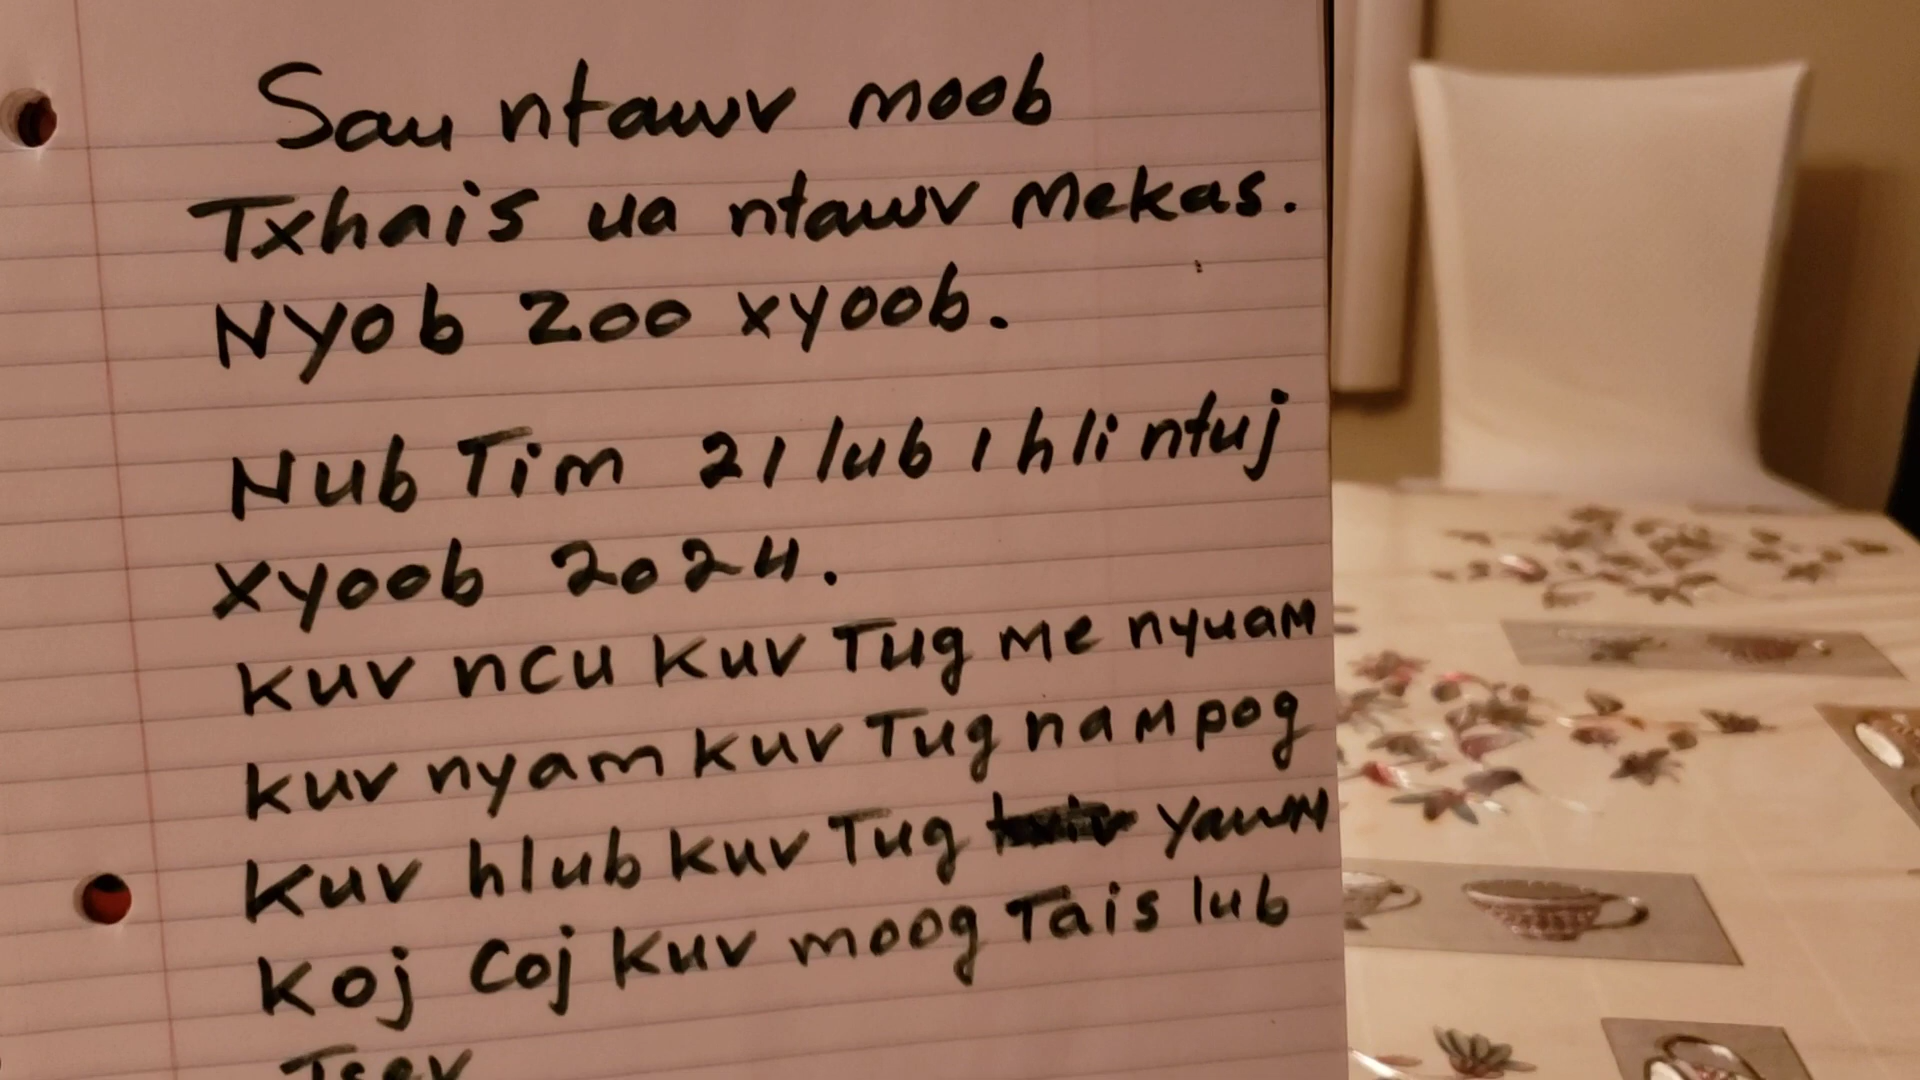 Sau ntawv moob
Txhais ua ntawv Mekas.
Nyob zoo xyoob.
Nub Tim 21 lub 1 hli ntuj
xyoob 2024.
Kuv ncu kuv Tug Me nyuam
kuv nyam kuv Tug nam pog
Kuv hlub kuv Tug yawm
Koj coj kuv moog Tais lub
Tsev